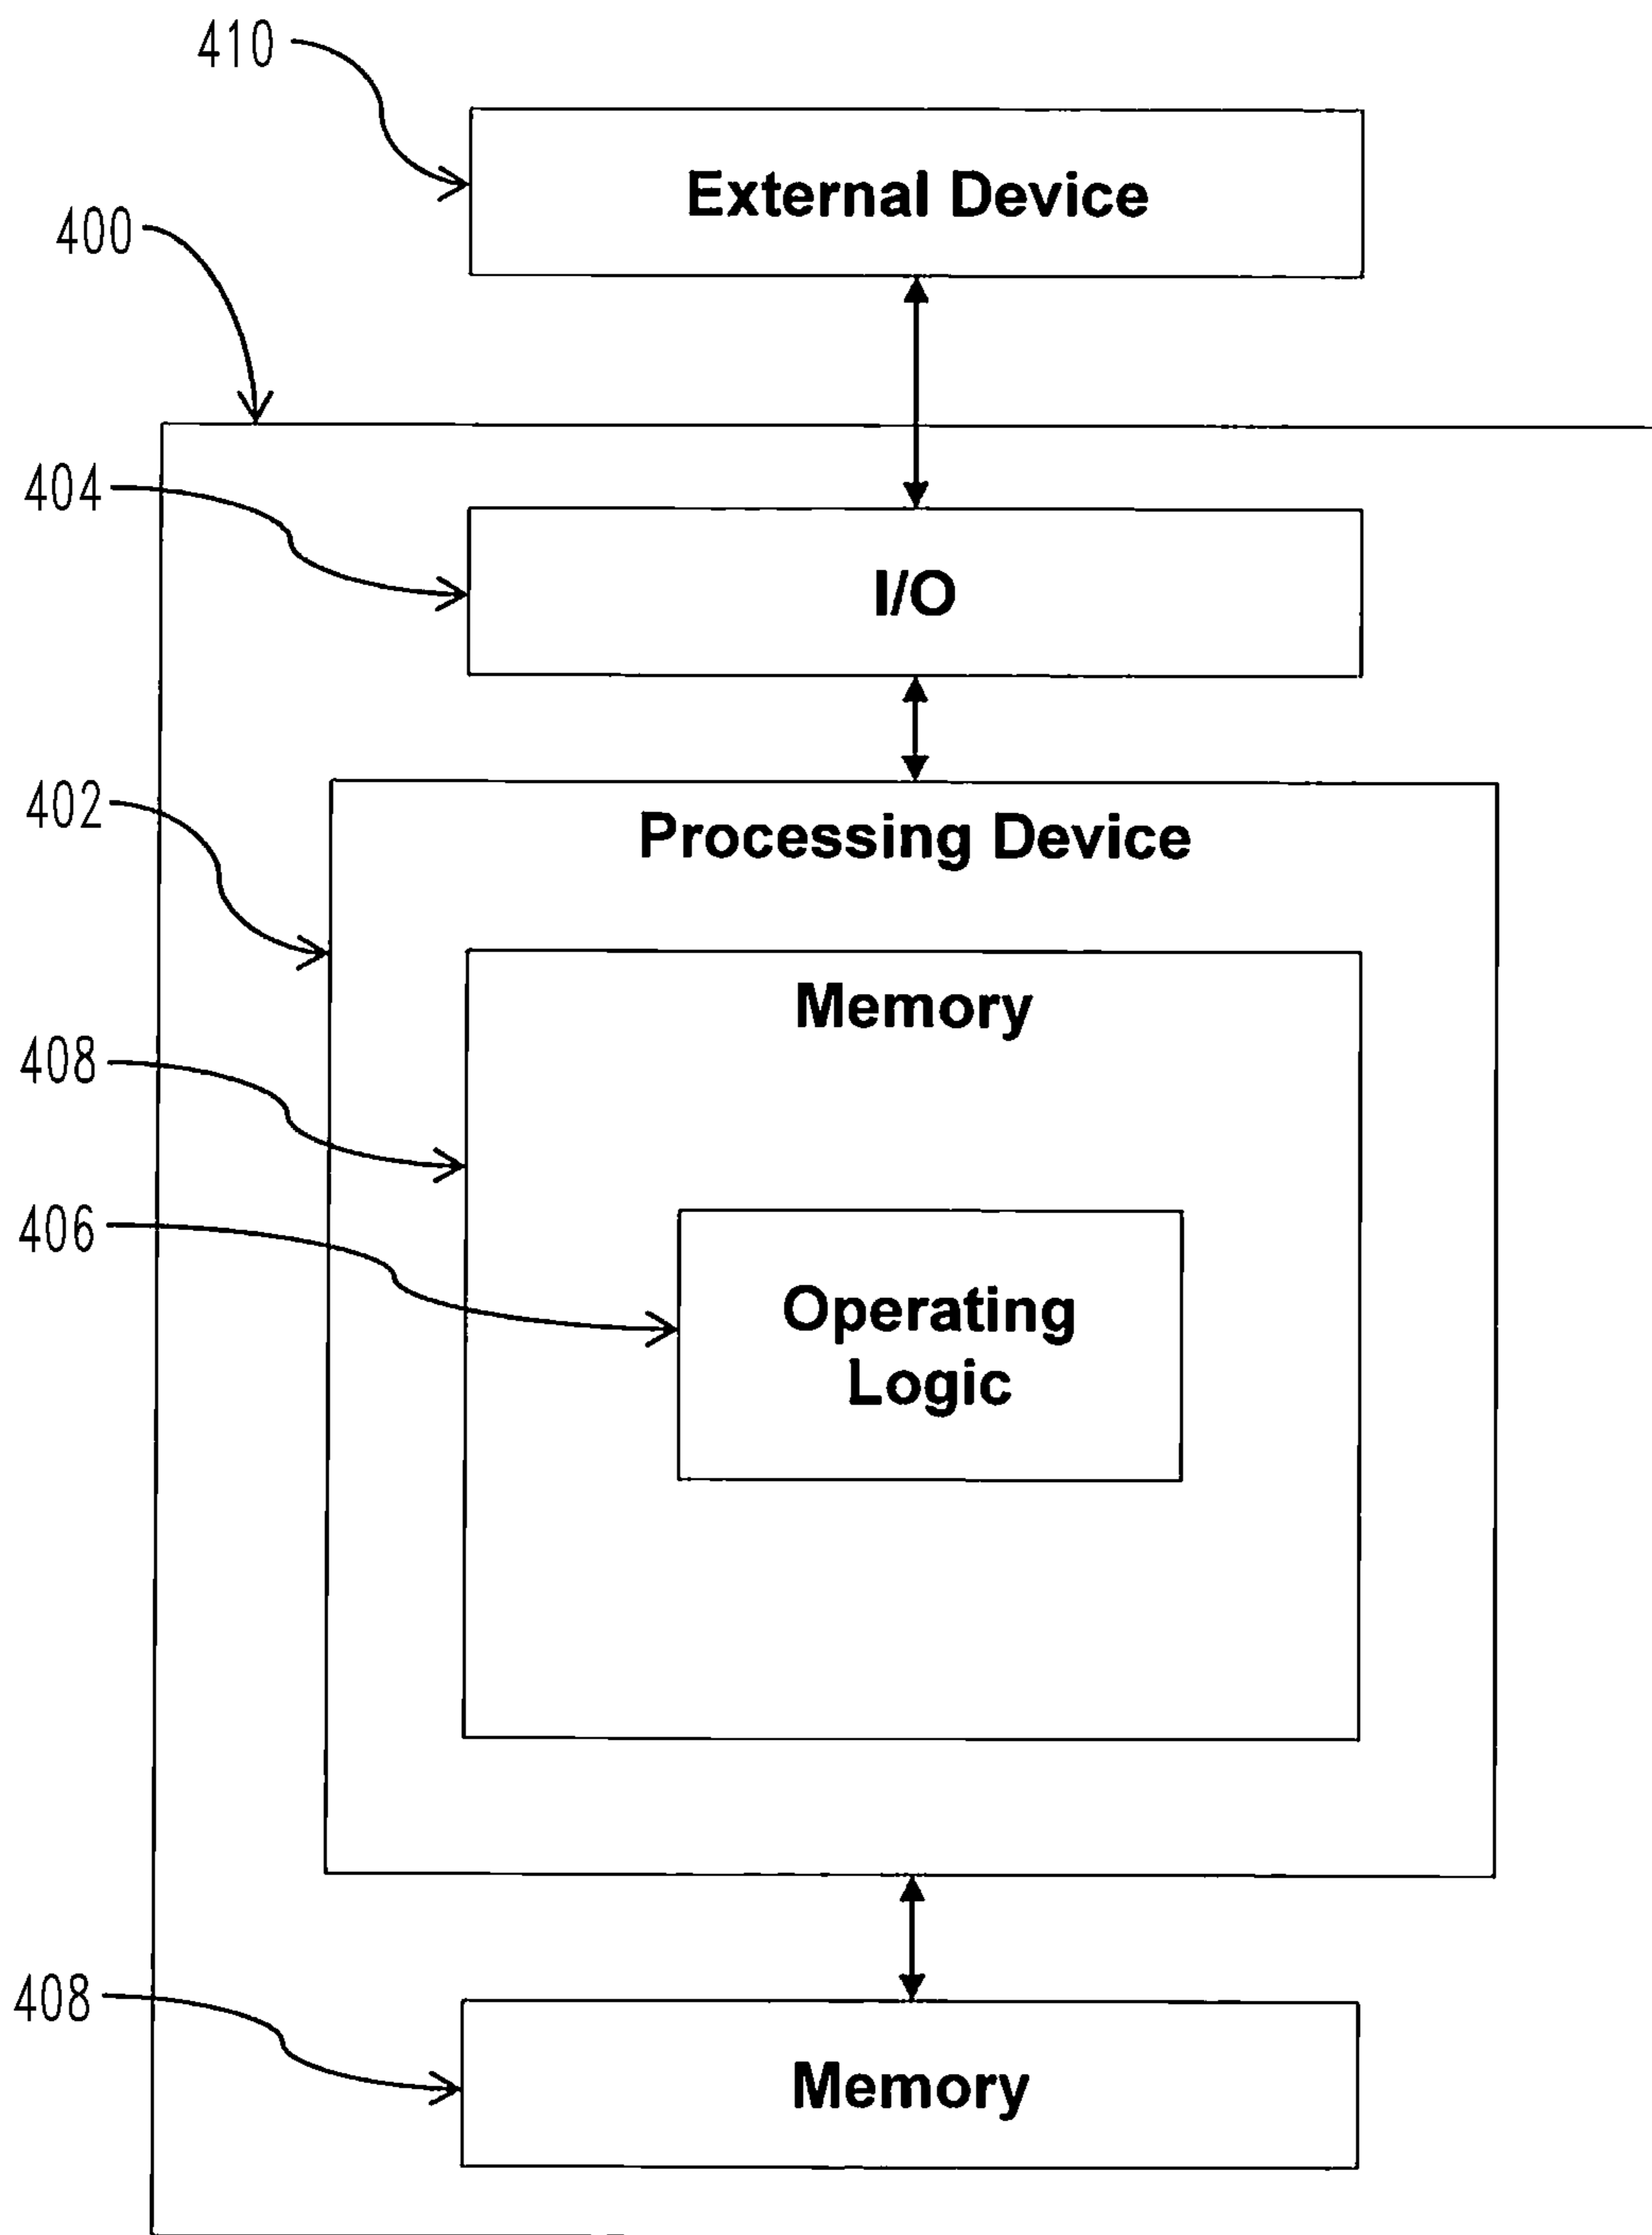 410
External Device
400
404
I/O
402
Processing Device
Memory
408
406
Operating
Logic
408
Memory